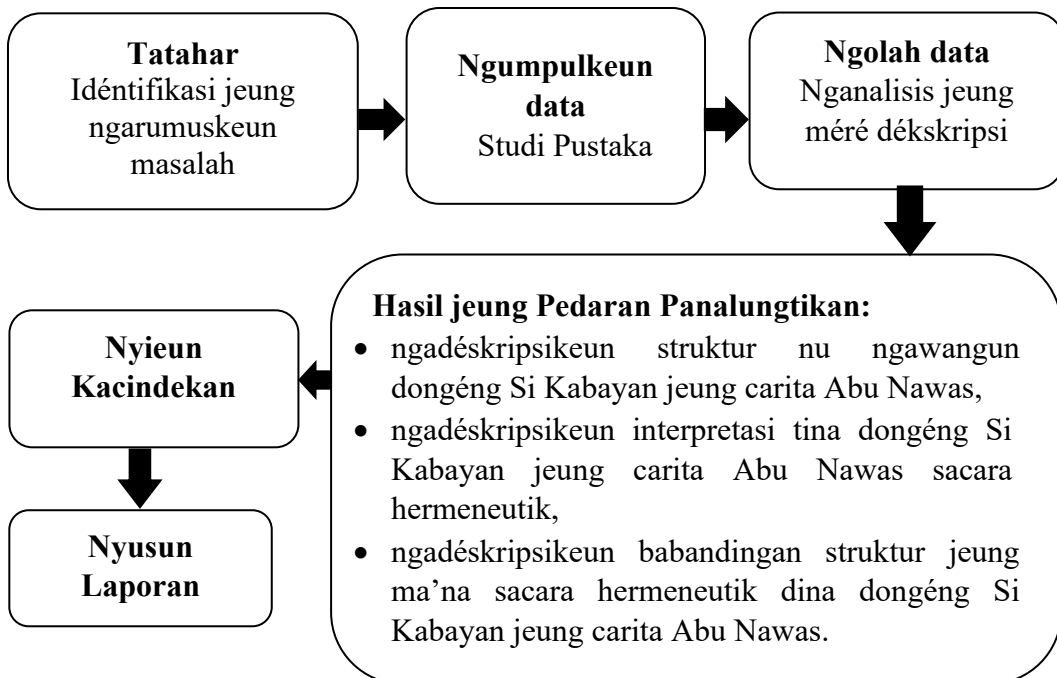 Tatahar
Idéntifikasi jeung
ngarumuskeun
masalah
Ngumpulkeun
data
Studi Pustaka
Ngolah data
Nganalisis jeung
méré dékskripsi
Hasil jeung Pedaran Panalungtikan:
• ngadéskripsikeun struktur nu ngawangun
dongéng Si Kabayan jeung carita Abu Nawas,
• ngadéskripsikeun interpretasi tina dongéng Si
Kabayan jeung carita Abu Nawas sacara
hermeneutik,
• ngadéskripsikeun babandingan struktur jeung
ma’na sacara hermeneutik dina dongéng Si
Kabayan jeung carita Abu Nawas.
Nyieun
Kacindekan
Nyusun
Laporan